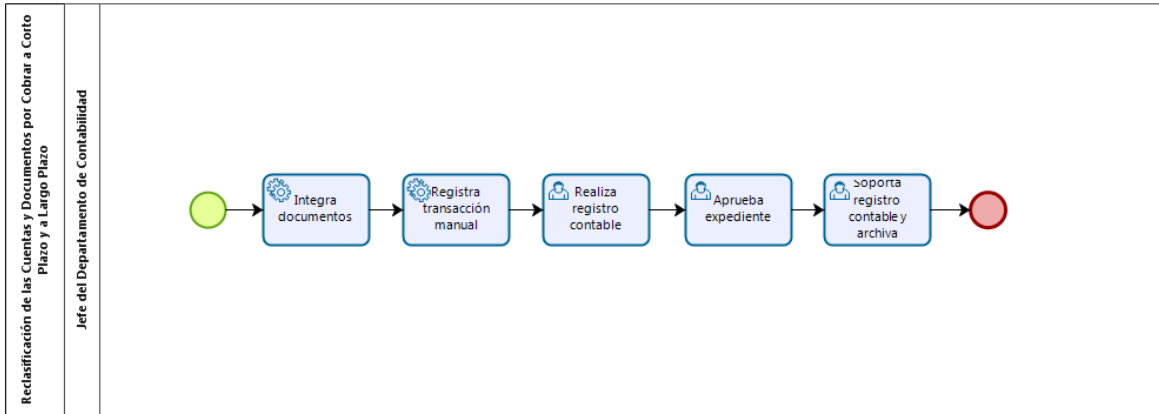 Reclasificación de las Cuentas y Documentos por Cobrar a Corto
Plazo y a Largo Plazo
Jefe del Departamento de Contabilidad
Integra
documentos
Registra
transacción
manual
Realiza
registro
contable
Aprueba
expediente
Soporta
registro
contable y
archiva